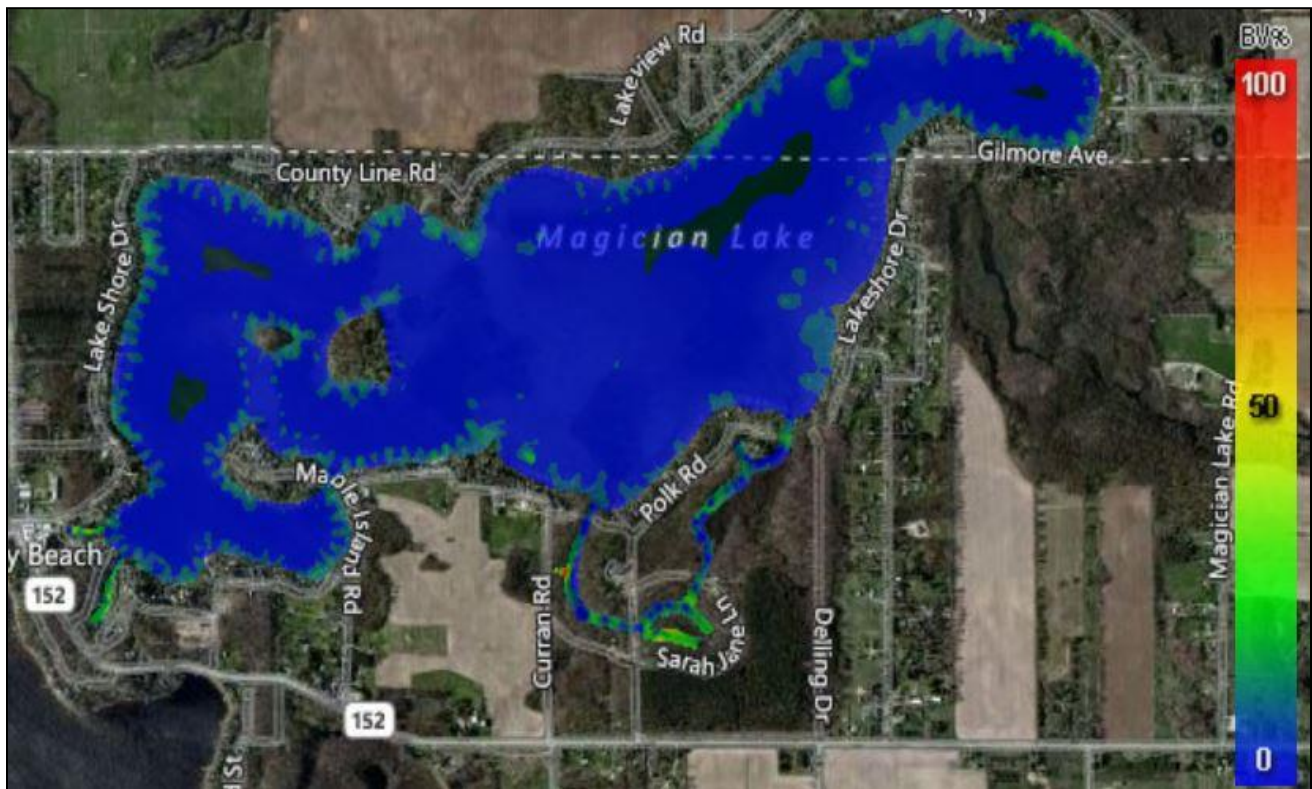 BV%
100
Lakeview Rd
County Line Rd
Gilmore Ave
Magician Lake
Lake Shore Dr
Lakeshore Dr
50
Maple Island Rd
Polk Rd
Magician Lake Rd
y Beach
152
Curran Rd
Sarah Jane Ln
Delling Dr
152
0